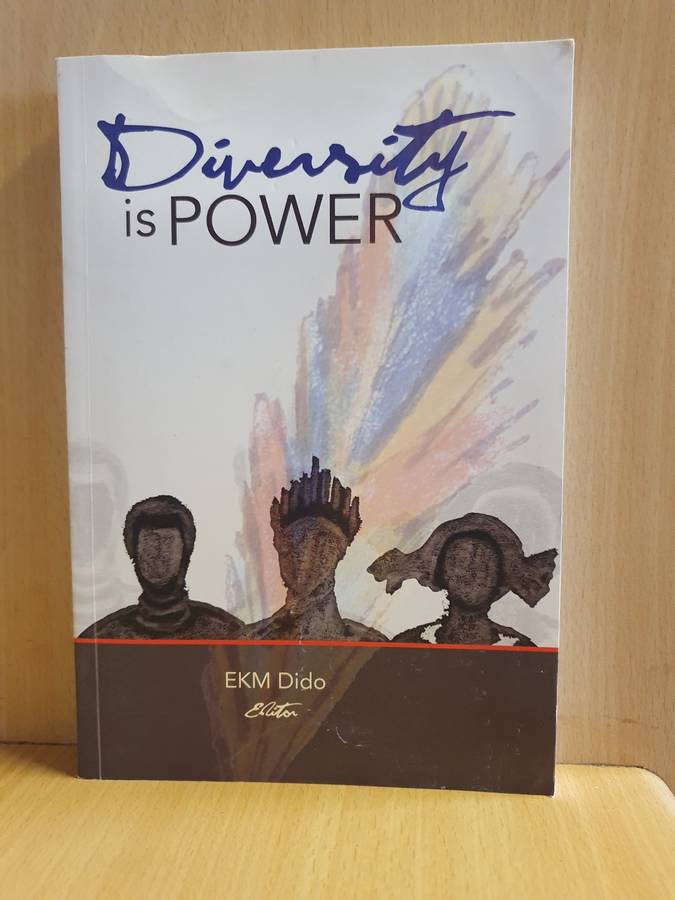 Diversity
is POWER
EKM Dido
Editor